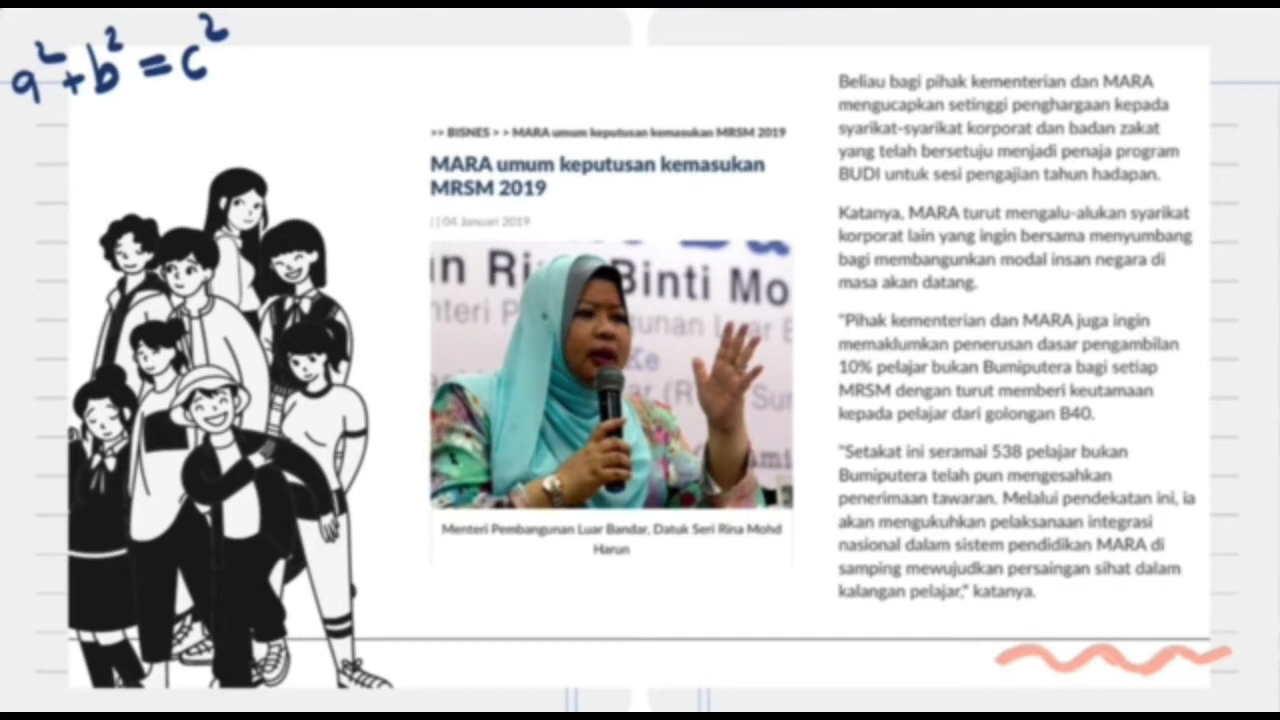 a²+b²=c²
>> BISNES > > MARA umum keputusan kemasukan MRSM 2019
MARA umum keputusan kemasukan
MRSM 2019
| | 04 Januari 2019
Binti Mo
Ke
Menteri Pembangunan Luar Bandar, Datuk Seri Rina Mohd
Harun
Beliau bagi pihak kementerian dan MARA
mengucapkan setinggi penghargaan kepada
syarikat-syarikat korporat dan badan zakat
yang telah bersetuju menjadi penaja program
BUDI untuk sesi pengajian tahun hadapan.
Katanya, MARA turut mengalu-alukan syarikat
korporat lain yang ingin bersama menyumbang
bagi membangunkan modal insan negara di
masa akan datang.
"Pihak kementerian dan MARA juga ingin
memaklumkan penerusan dasar pengambilan
10% pelajar bukan Bumiputera bagi setiap
MRSM dengan turut memberi keutamaan
kepada pelajar dari golongan B40.
"Setakat ini seramai 538 pelajar bukan
Bumiputera telah pun mengesahkan
penerimaan tawaran. Melalui pendekatan ini, ia
akan mengukuhkan pelaksanaan integrasi
nasional dalam sistem pendidikan MARA di
samping mewujudkan persaingan sihat dalam
kalangan pelajar," katanya.